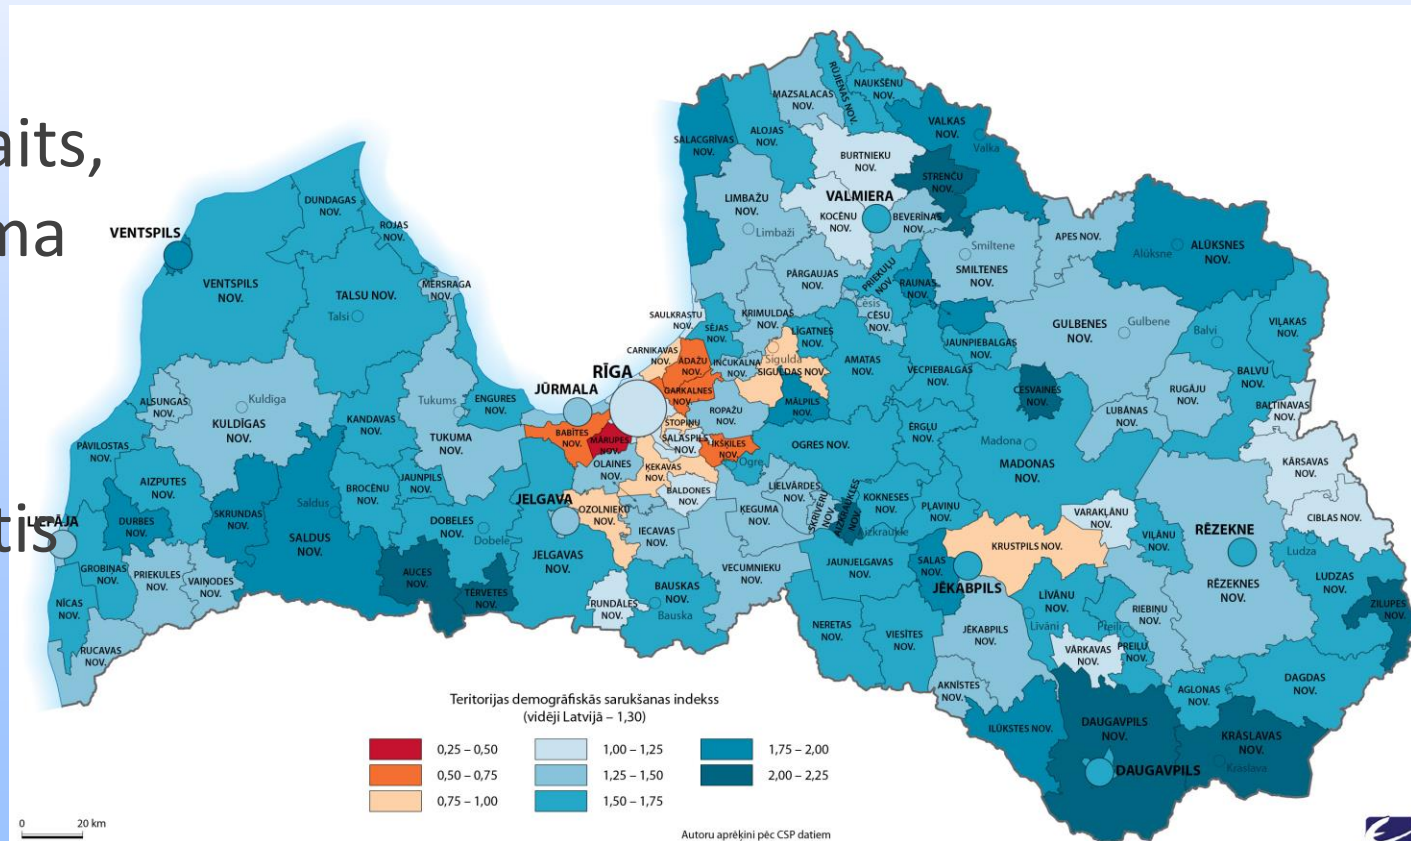 aits,
ma
tis
VENTSPILS
DUNDAGAS
NOV.
ROJAS
NOV.
VENTSPILS
NOV.
TALSU NOV.
Talsi
MĒRSRAGA
NOV.
ALSUNGAS
NOV.
Kuldīga
KULDĪGAS
NOV.
KANDAVAS
NOV.
Tukums
TUKUMA
NOV.
ENGURES
NOV.
PĀVILOSTAS
NOV.
AIZPUTES
NOV.
DURBES
NOV.
SKRUNDAS
NOV.
Saldus
SALDUS
NOV.
BROCĒNU
NOV.
JAUNPILS
NOV.
DOBELES
NOV.
Dobele
LIEPĀJA
GROBIŅAS
NOV.
PRIEKULES
NOV.
VAIŅODES
NOV.
NĪCAS
NOV.
RUCAVAS
NOV.
AUCES
NOV.
TĒRVETES
NOV.
JELGAVA
JELGAVAS
NOV.
OZOLNIEKU
NOV.
JŪRMALA
RĪGA
BABĪTES
NOV.
MĀRUPES
NOV.
OLAINES
NOV.
ĶEKAVAS
NOV.
BALDONES
NOV.
IECAVAS
NOV.
RUNDĀLES
NOV.
BAUSKAS
NOV.
Bauska
VECUMNIEKU
NOV.
ĶEGUMA
NOV.
LIELVĀRDES
NOV.
SKRĪVERU
NOV.
AIZKRAUKLES
NOV.
Aizkraukle
KOKNESES
NOV.
PĻAVIŅU
NOV.
JAUNJELGAVAS
NOV.
NERETAS
NOV.
VIESĪTES
NOV.
SALAS
NOV.
JĒKABPILS
JĒKABPILS
NOV.
AKNĪSTES
NOV.
KRUSTPILS NOV.
SALACGRĪVAS
NOV.
ALOJAS
NOV.
MAZSALACAS
NOV.
RŪJIENAS NOV.
NAUKŠĒNU
NOV.
VALKAS
NOV.
Valka
STRENČU
NOV.
BURTNIEKU
NOV.
VALMIERA
KOCĒNU
NOV.
BEVERĪNAS
NOV.
LIMBAŽU
NOV.
Limbaži
PĀRGAUJAS
NOV.
PRIEKUĻU
NOV.
RAUNAS
NOV.
Cēsis
CĒSU
NOV.
Smiltene
SMILTENES
NOV.
APES NOV.
Alūksne
ALŪKSNES
NOV.
GULBENES
NOV.
Gulbene
Balvi
BALVU
NOV.
VIĻAKAS
NOV.
RUGĀJU
NOV.
BALTINAVAS
NOV.
KĀRSAVAS
NOV.
CIBLAS NOV.
Ludza
LUDZAS
NOV.
ZILUPES
NOV.
SAULKRASTU
NOV.
SĒJAS
NOV.
KRIMULDAS
NOV.
LĪGATNES
NOV.
CARNIKAVAS
NOV.
ĀDAŽU
NOV.
INČUKALNA
NOV.
Sigulda
SIGULDAS NOV.
GARKALNES
NOV.
MĀLPILS
NOV.
ROPAŽU
NOV.
STOPIŅU
NOV.
SALASPILS
NOV.
IKŠĶILES
NOV.
Ogre
OGRES NOV.
AMATAS
NOV.
VECPIEBALGAS
NOV.
JAUNPIEBALGAS
NOV.
ĒRGĻU
NOV.
CESVAINES
NOV.
LUBĀNAS
NOV.
Madona
MADONAS
NOV.
VARAKĻĀNU
NOV.
VIĻĀNU
NOV.
RĒZEKNE
RĒZEKNES
NOV.
LĪVĀNU
NOV.
Līvāni
Preiļi
PREIĻU
NOV.
RIEBIŅU
NOV.
VĀRKAVAS
NOV.
AGLONAS
NOV.
DAGDAS
NOV.
ILŪKSTES NOV.
DAUGAVPILS
NOV.
DAUGAVPILS
KRĀSLAVAS
NOV.
Krāslava
Teritorijas demogrāfiskās sarukšanas indekss
(vidēji Latvijā – 1,30)
0,25 – 0,50
0,50 – 0,75
0,75 – 1,00
1,00 – 1,25
1,25 – 1,50
1,50 – 1,75
1,75 – 2,00
2,00 – 2,25
0 20 km
Autoru aprēķini pēc CSP datiem